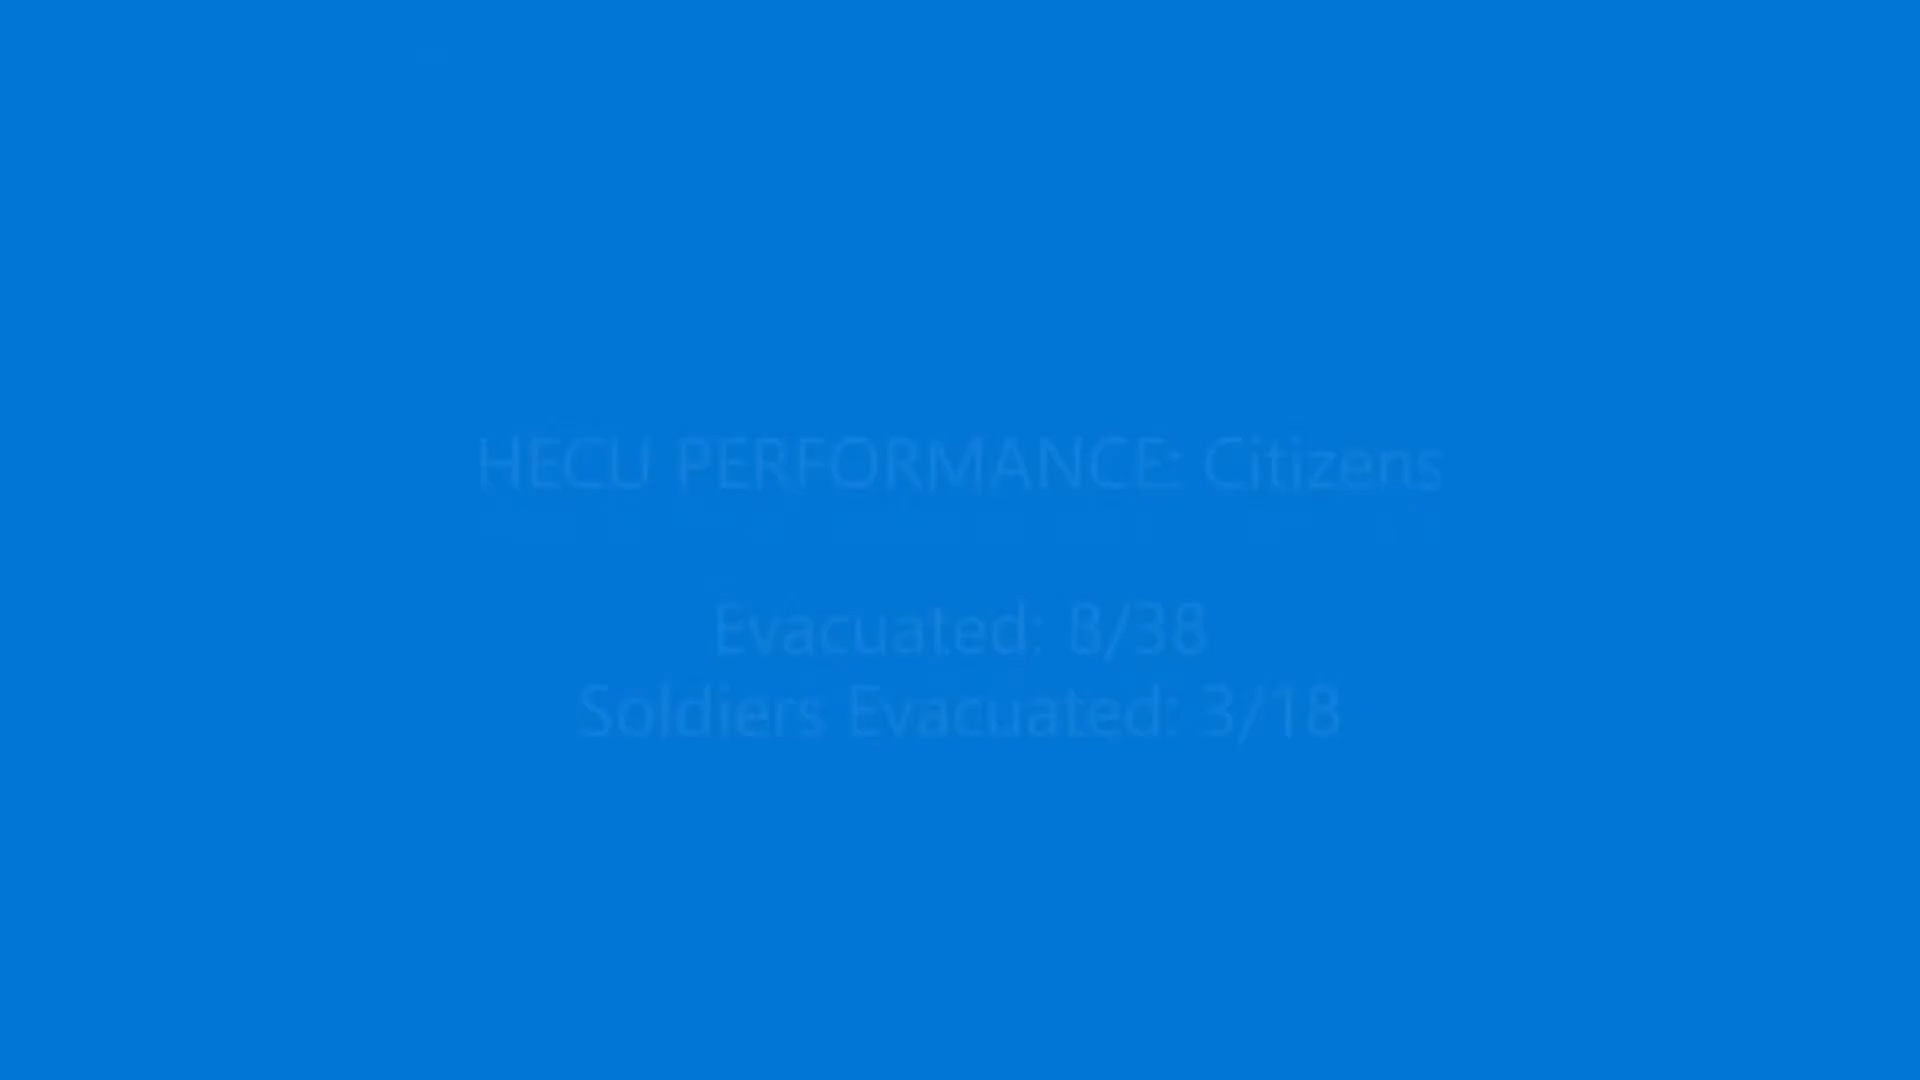 HECU PERFORMANCE: Citizens
Evacuated: 8/38
Soldiers Evacuated: 3/18